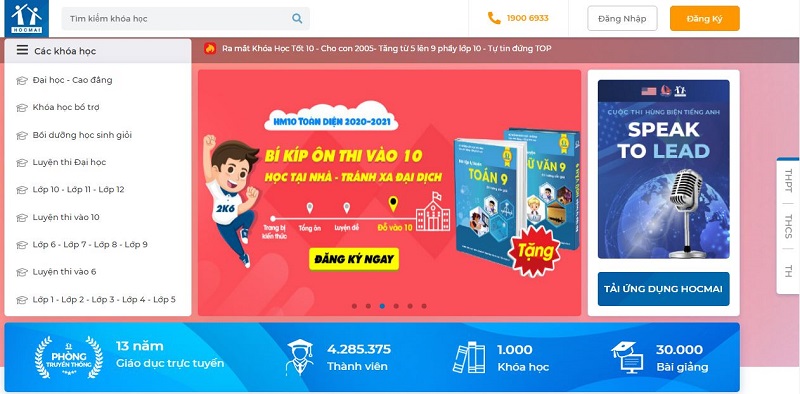 HOCMAI
Tìm kiếm khóa học
1900 6933
Đăng Nhập
Đăng Ký
Các khóa học
Ra mắt Khóa Học Tốt 10 - Cho con 2005- Tăng từ 5 lên 9 phẩy lớp 10 - Tự tin đứng TOP
Đại học - Cao đẳng
Khóa học bổ trợ
Bồi dưỡng học sinh giỏi
Luyện thi Đại học
Lớp 10 - Lớp 11 - Lớp 12
Luyện thi vào 10
Lớp 6 - Lớp 7 - Lớp 8 - Lớp 9
Luyện thi vào 6
Lớp 1 - Lớp 2 - Lớp 3 - Lớp 4 - Lớp 5
HM10 TOÀN DIỆN 2020-2021
BÍ KÍP ÔN THI VÀO 10
HỌC TẠI NHÀ - TRÁNH XA ĐẠI DỊCH
2K6
Trang bị kiến thức
Tổng ôn
Luyện đề
Đỗ vào 10
ĐĂNG KÝ NGAY
TOÁN 9
VĂN 9
Tặng
CUỘC THI HÙNG BIỆN TIẾNG ANH
SPEAK
TO LEAD
TẢI ỨNG DỤNG HOCMAI
THPT
THCS
TH
PHÒNG
TRUYỀN THỐNG
13 năm
Giáo dục trực tuyến
4.285.375
Thành viên
1.000
Khóa học
30.000
Bài giảng